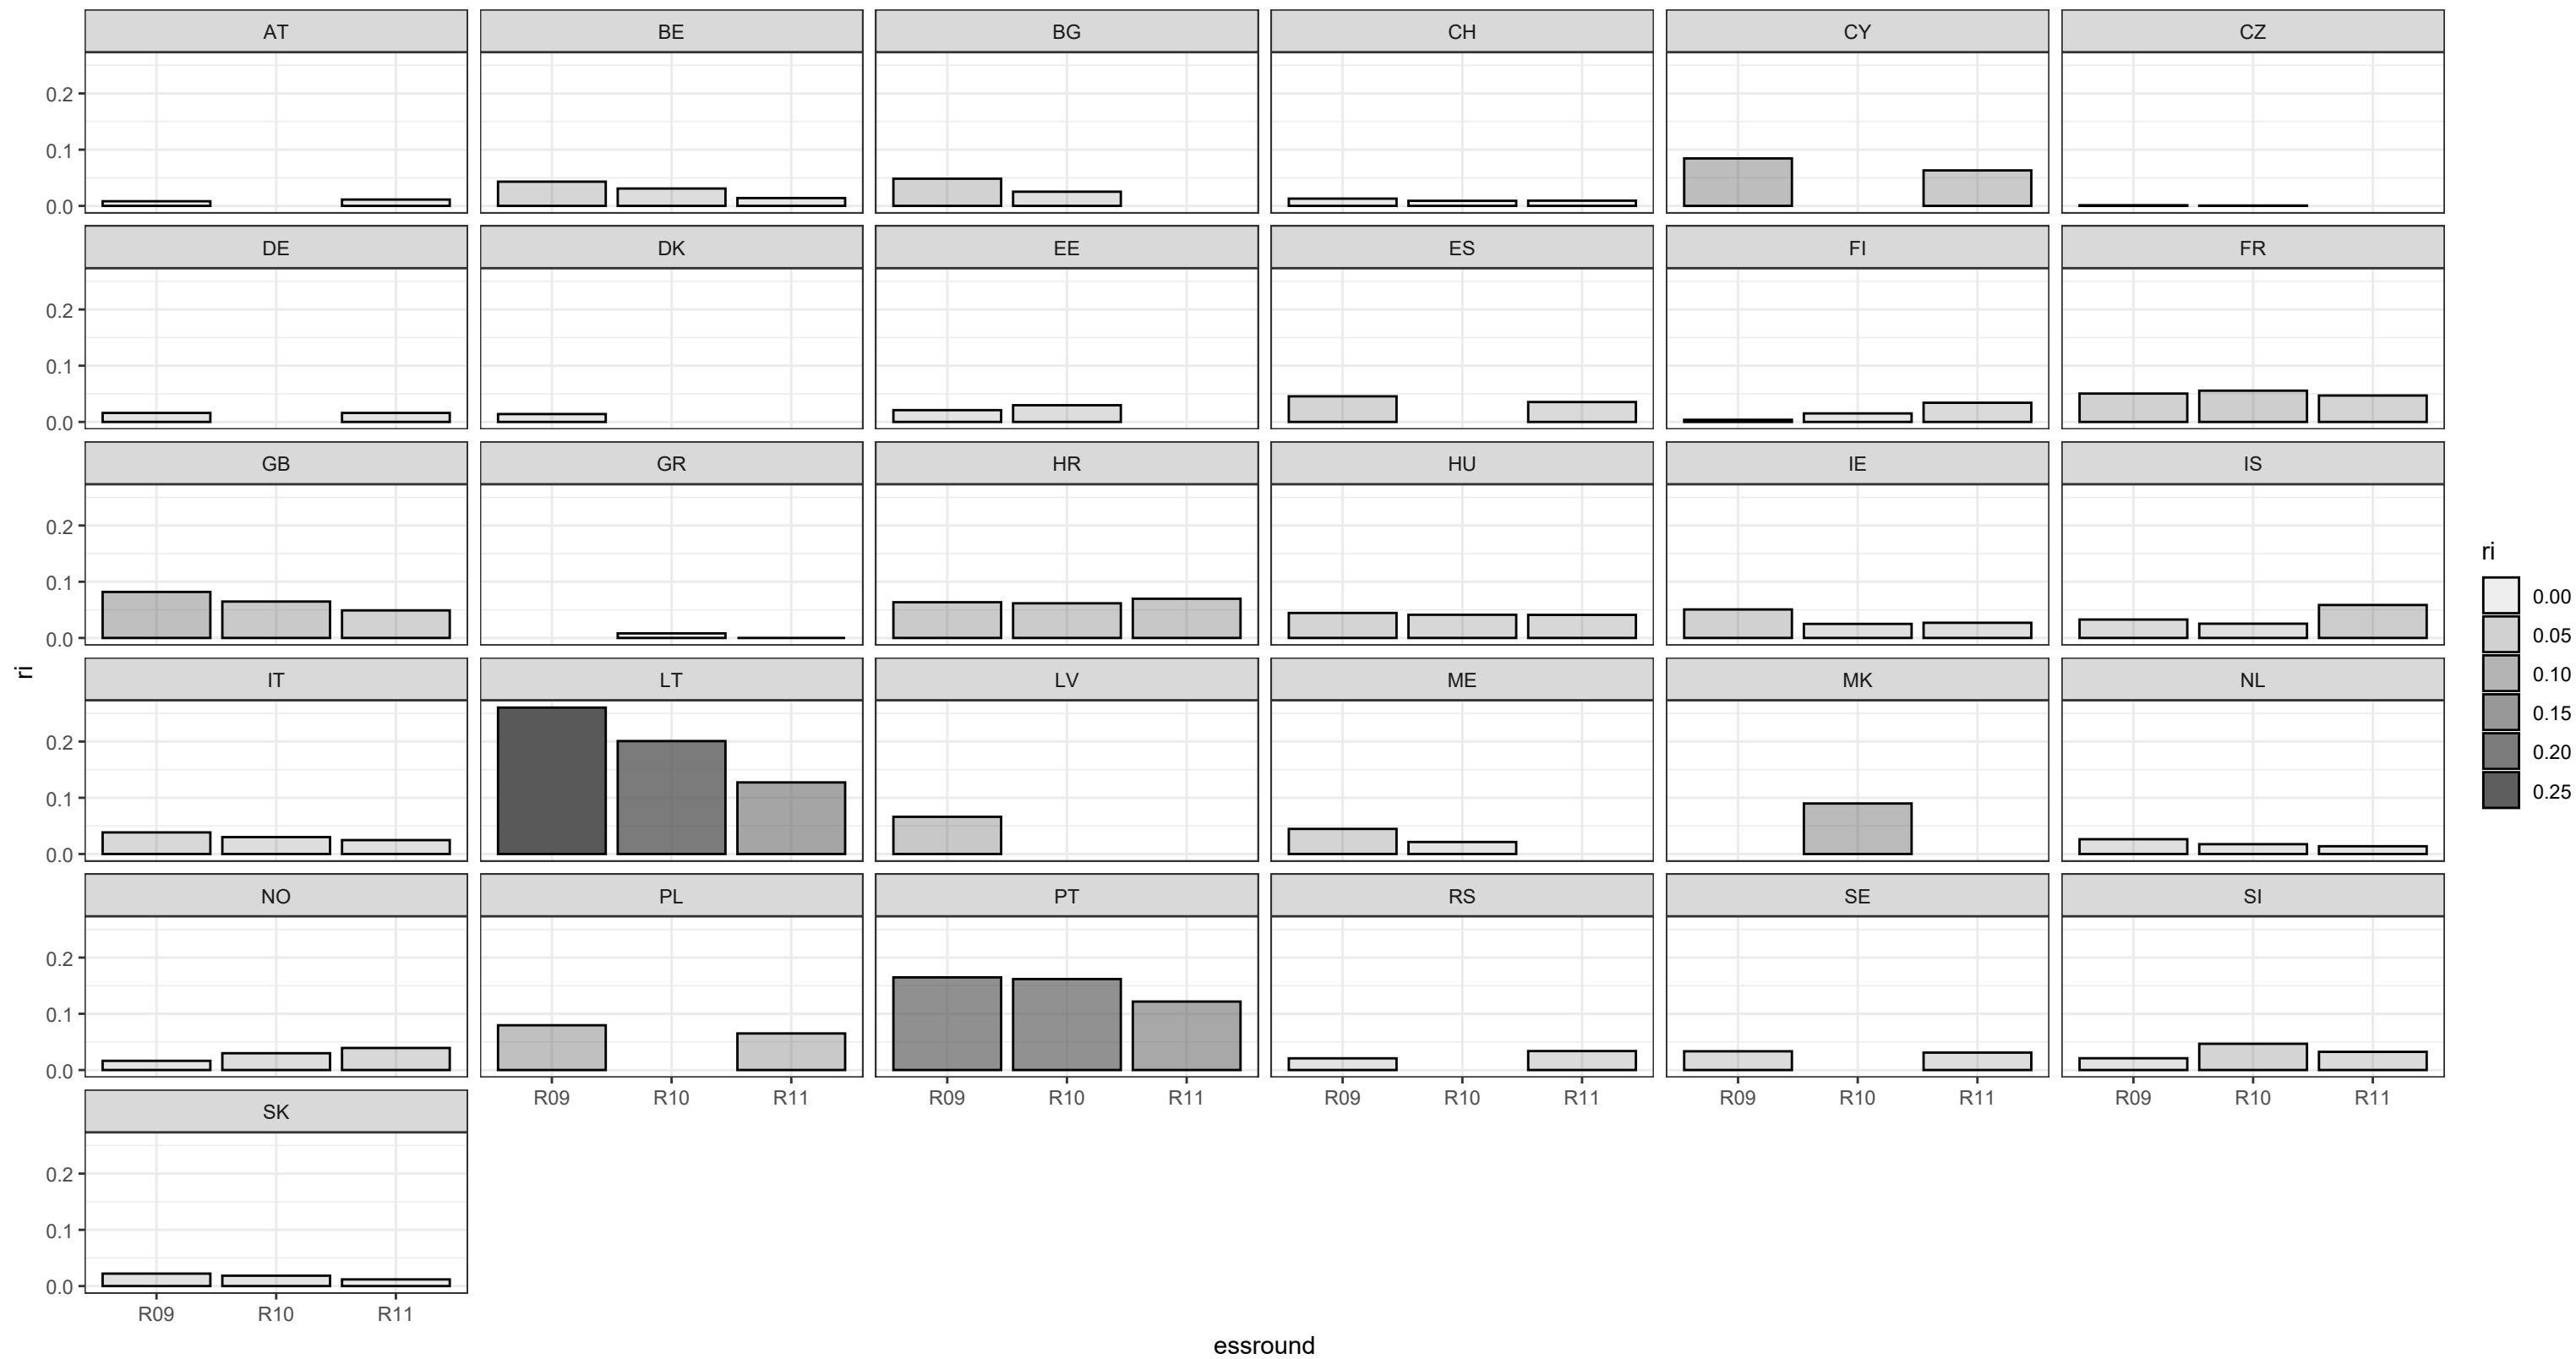 AT BE BG CH CY CZ
0.2
0.1
0.0
DE DK EE ES FI FR
0.2
0.1
0.0
GB GR HR HU IE IS
0.2
0.1
0.0
IT LT LV ME MK NL
0.2
0.1
0.0
NO PL PT RS SE SI
0.2
0.1
0.0
R09 R10 R11 R09 R10 R11 R09 R10 R11 R09 R10 R11 R09 R10 R11
SK
0.2
0.1
0.0
R09 R10 R11
essround
ri
ri
0.00
0.05
0.10
0.15
0.20
0.25